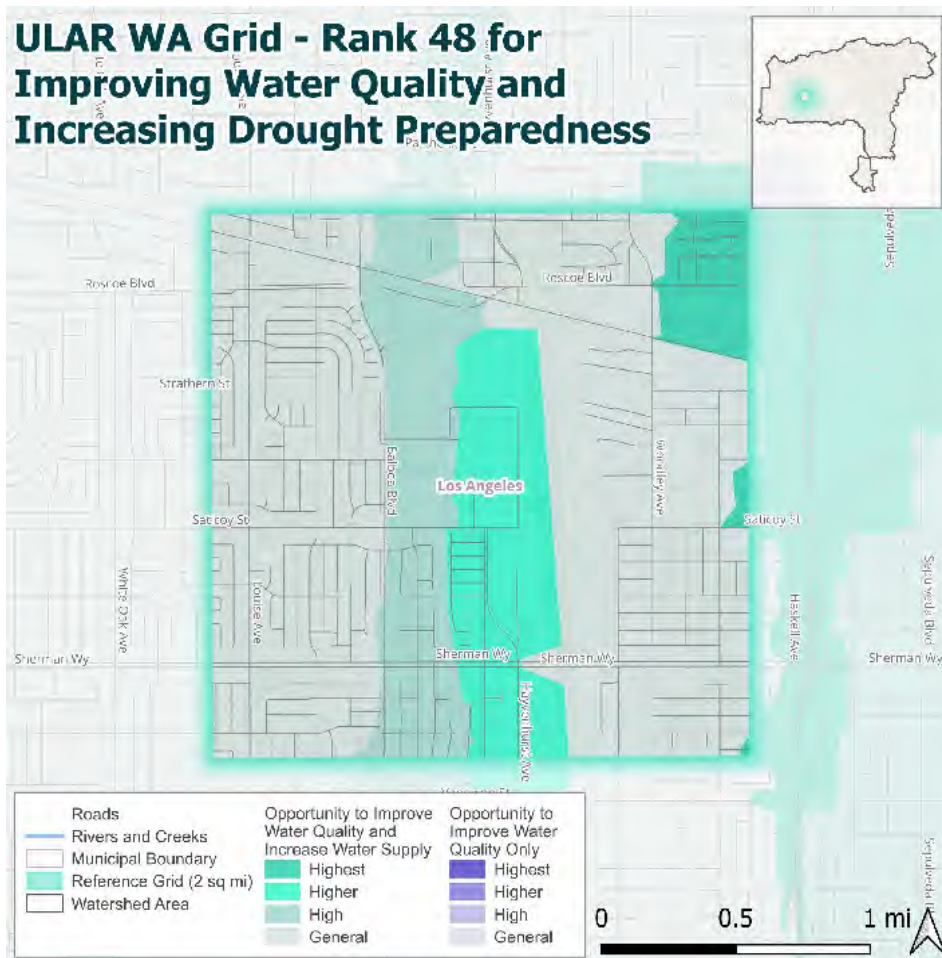 ULAR WA Grid - Rank 48 for
Improving Water Quality and
Increasing Drought Preparedness
Roscoe Blvd
Roscoe Blvd
Strathern St
Balboa Blvd
Woodley Ave
Los Angeles
Saticoy St
Saticoy St
White Oak Ave
Louise Ave
Haskell Ave
Sepulveda Blvd
Sherman Wy
Sherman Wy
Sherman Wy
Sherman Wy
Hayvenhurst Ave
Roads
Rivers and Creeks
Municipal Boundary
Reference Grid (2 sq mi)
Watershed Area
Opportunity to Improve
Water Quality and
Increase Water Supply
Highest
Higher
High
General
Opportunity to
Improve Water
Quality Only
Highest
Higher
High
General
0 0.5 1 mi